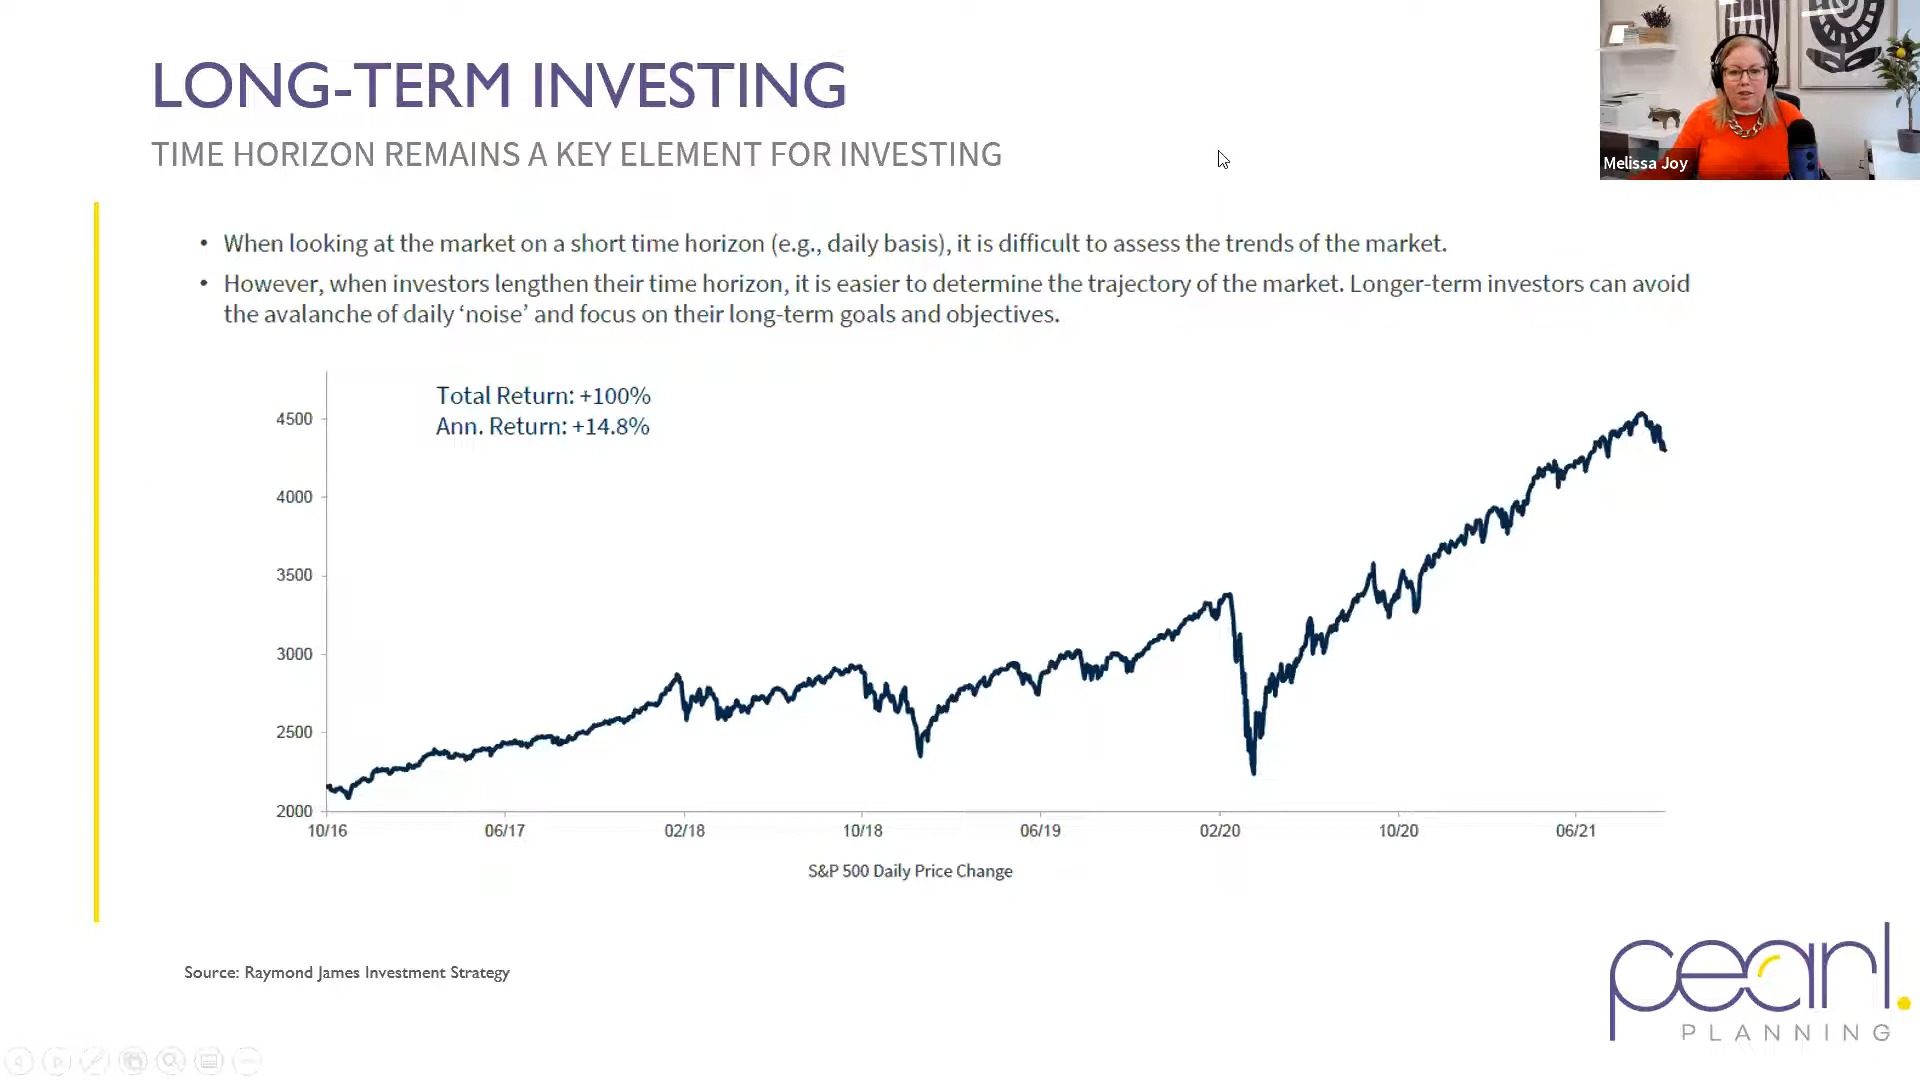 LONG-TERM INVESTING
TIME HORIZON REMAINS A KEY ELEMENT FOR INVESTING
Melissa Joy
• When looking at the market on a short time horizon (e.g., daily basis), it is difficult to assess the trends of the market.
• However, when investors lengthen their time horizon, it is easier to determine the trajectory of the market. Longer-term investors can avoid
the avalanche of daily ‘noise’ and focus on their long-term goals and objectives.
Total Return: +100%
Ann. Return: +14.8%
4500
4000
3500
3000
2500
2000
10/16 06/17 02/18 10/18 06/19 02/20 10/20 06/21
S&P 500 Daily Price Change
Source: Raymond James Investment Strategy
pearl.
PLANNING